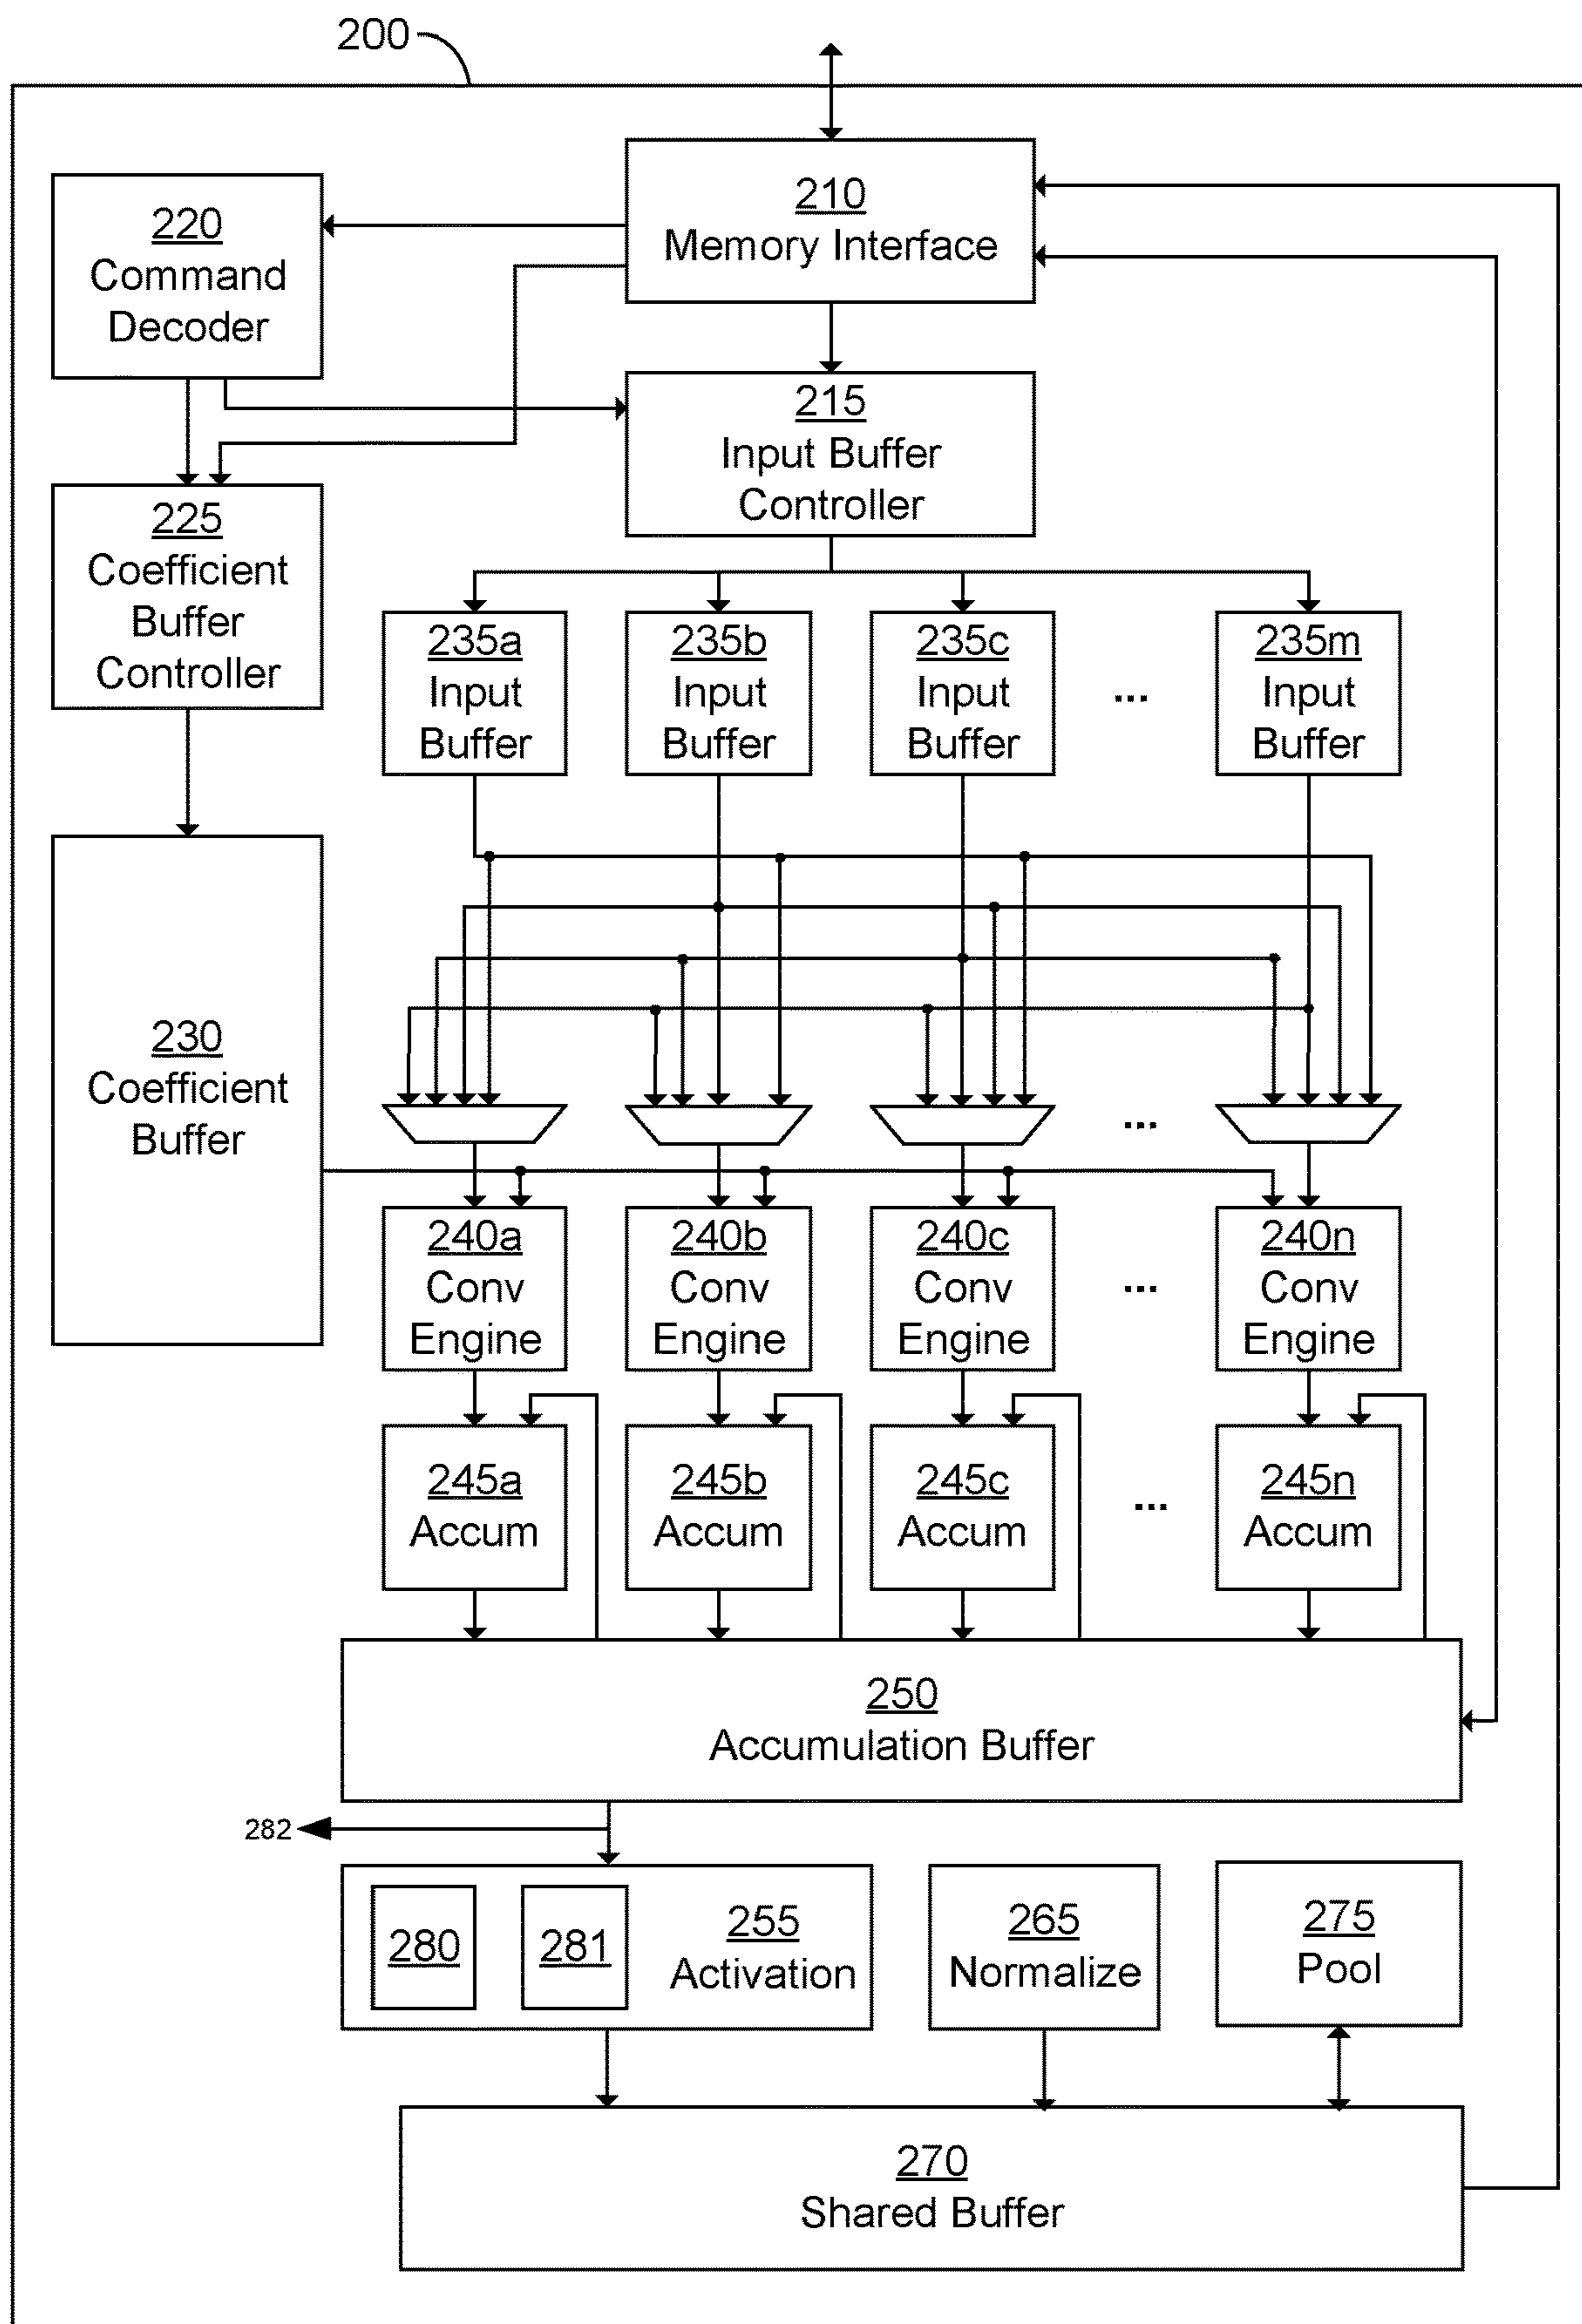 200
210
Memory Interface
220
Command
Decoder
215
Input Buffer
Controller
225
Coefficient
Buffer
Controller
235a
Input
Buffer
235b
Input
Buffer
235c
Input
Buffer
...
235m
Input
Buffer
230
Coefficient
Buffer
...
240a
Conv
Engine
240b
Conv
Engine
240c
Conv
Engine
...
240n
Conv
Engine
245a
Accum
245b
Accum
245c
Accum
...
245n
Accum
250
Accumulation Buffer
282
280
281
255
Activation
265
Normalize
275
Pool
270
Shared Buffer